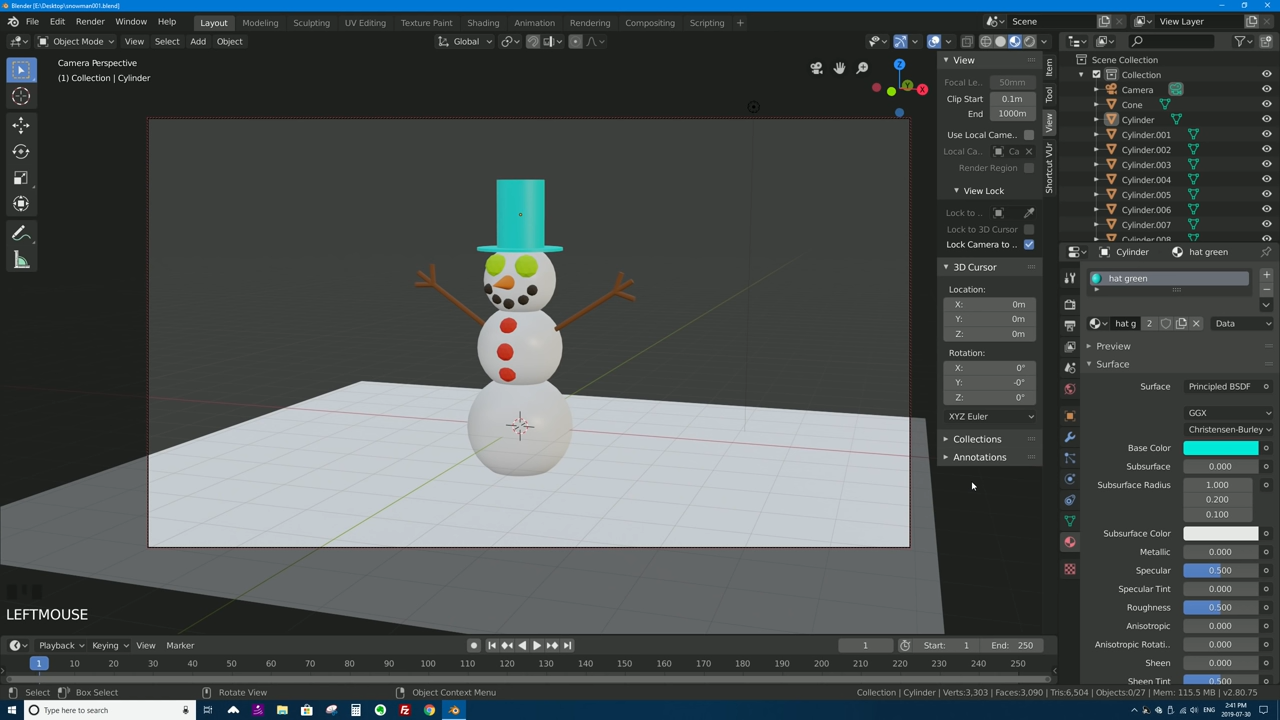 Blender [E:\Desktop\snowman001.blend]
File Edit Render Window Help Layout Modeling Sculpting UV Editing Texture Paint Shading Animation Rendering Compositing Scripting + Scene View Layer
Object Mode View Select Add Object Global
Camera Perspective
(1) Collection | Cylinder
Z
Y
X
View
Focal Le.. 50mm
Clip Start 0.1m
End 1000m
Use Local Came..
Local Ca.. Ca
Render Region
View Lock
Lock to ..
Lock to 3D Cursor
Lock Camera to ..
3D Cursor
Location:
X: 0m
Y: 0m
Z: 0m
Rotation:
X: 0°
Y: -0°
Z: 0°
XYZ Euler
Collections
Annotations
Item
Tool
View
Shortcut VUr
Scene Collection
Collection
Camera
Cone
Cylinder
Cylinder.001
Cylinder.002
Cylinder.003
Cylinder.004
Cylinder.005
Cylinder.006
Cylinder.007
Cylinder.008
Cylinder hat green
hat green
hat g 2 Data
Preview
Surface
Surface Principled BSDF
GGX
Christensen-Burley
Base Color
Subsurface 0.000
Subsurface Radius 1.000
0.200
0.100
Subsurface Color
Metallic 0.000
Specular 0.500
Specular Tint 0.000
Roughness 0.500
Anisotropic 0.000
Anisotropic Rotati.. 0.000
Sheen 0.000
Sheen Tint 0.500
LEFTMOUSE
Playback Keying View Marker 1 Start: 1 End: 250
1 10 20 30 40 50 60 70 80 90 100 110 120 130 140 150 160 170 180 190 200 210 220 230 240 250
Select Box Select Rotate View Object Context Menu Collection | Cylinder | Verts:3,303 | Faces:3,090 | Tris:6,504 | Objects:0/27 | Mem: 115.5 MB | v2.80.75
Type here to search ENG 2:41 PM
2019-07-30